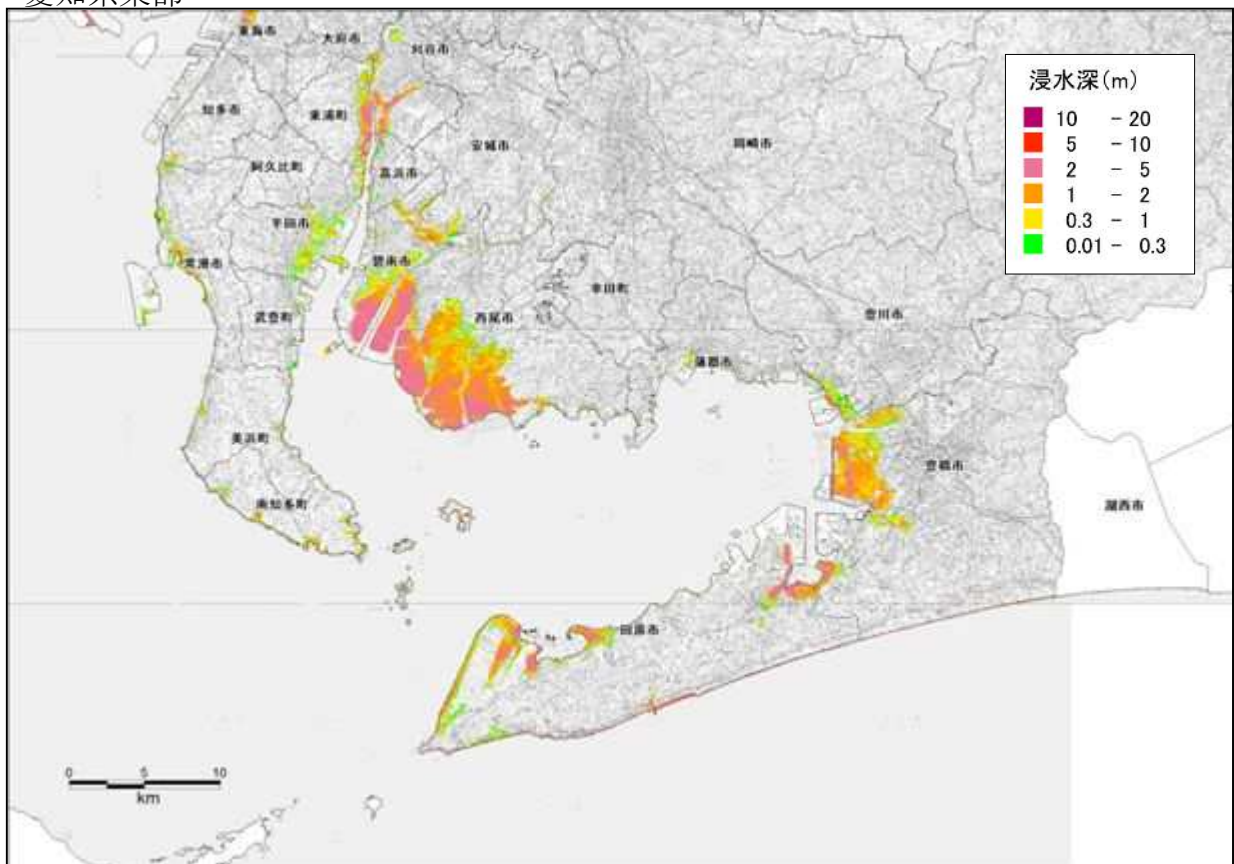 愛知県東部
東海市
大府市
刈谷市
浸水深(m)
10 - 20
5 - 10
2 - 5
1 - 2
0.3 - 1
0.01 - 0.3
知多市
東浦町
安城市
岡崎市
阿久比町
高浜市
半田市
碧南市
常滑市
幸田町
武豊町
西尾市
豊川市
蒲郡市
美浜町
豊橋市
南知多町
湖西市
田原市
0 5 10
km